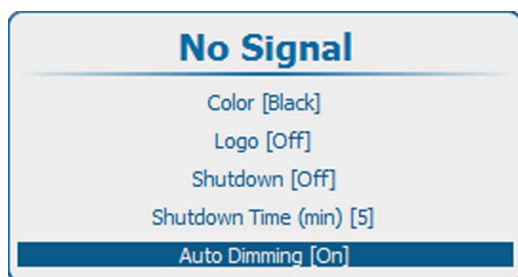 No Signal
Color [Black]
Logo [Off]
Shutdown [Off]
Shutdown Time (min) [5]
Auto Dimming [On]